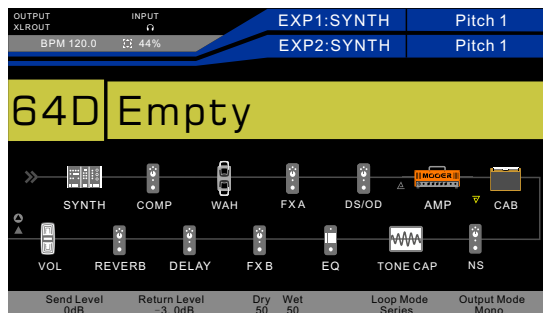 OUTPUT INPUT EXP1:SYNTH Pitch 1
XLROUT
BPM 120.0 44% EXP2:SYNTH Pitch 1
64D Empty
MOOER
SYNTH COMP WAH FX A DS/OD AMP CAB
VOL REVERB DELAY FX B EQ TONE CAP NS
Send Level Return Level Dry Wet Loop Mode Output Mode
0dB -3.0dB 50 50 Series Mono